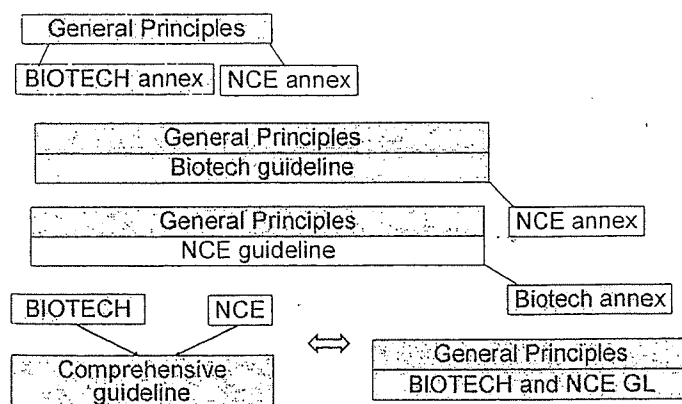 General Principles
BIOTECH annex
NCE annex
General Principles
Biotech guideline
NCE annex
General Principles
NCE guideline
Biotech annex
BIOTECH
NCE
Comprehensive
guideline
General Principles
BIOTECH and NCE GL